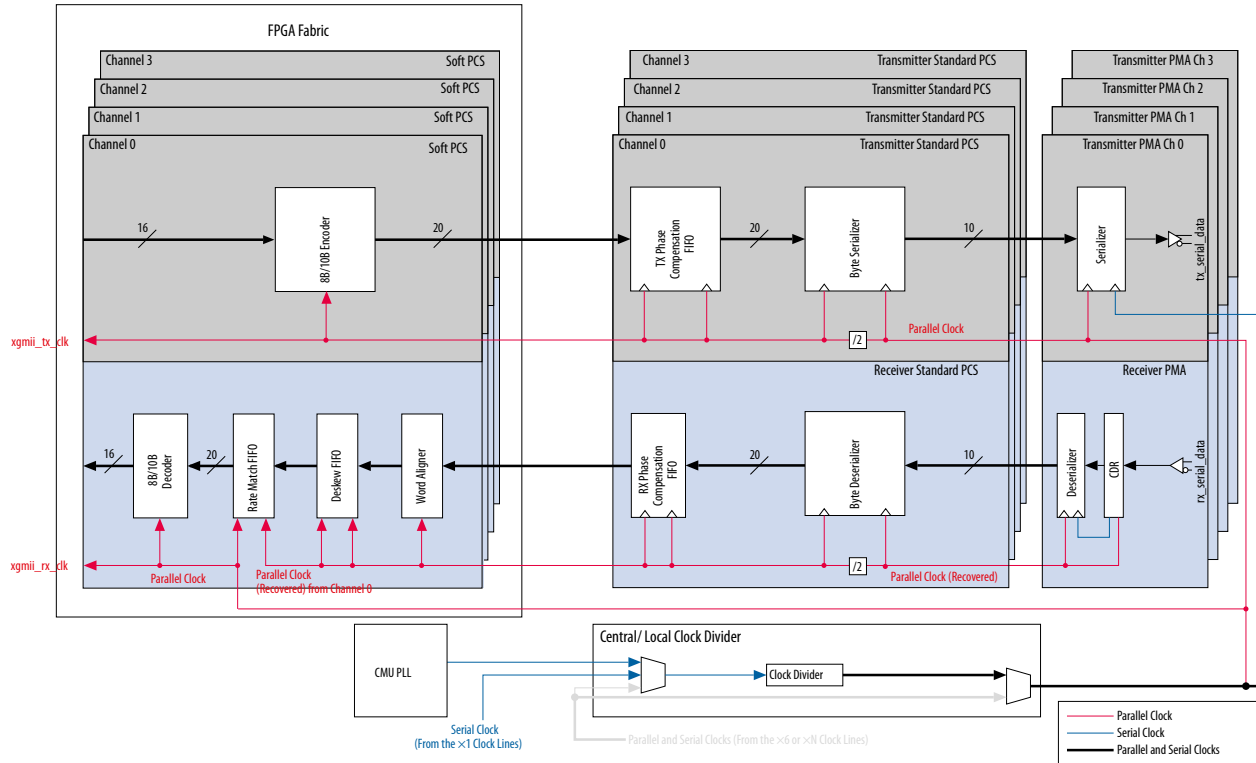 FPGA Fabric
Channel 3
Soft PCS
Channel 2
Soft PCS
Channel 1
Soft PCS
Channel 0
Soft PCS
16
8B/10B Encoder
20
xgmii_tx_clk
16
8B/10B
Decoder
20
Rate Match FIFO
Deskew FIFO
Word Aligner
xgmii_rx_clk
Parallel Clock
Parallel Clock
(Recovered) from Channel 0
Channel 3
Transmitter Standard PCS
Channel 2
Transmitter Standard PCS
Channel 1
Transmitter Standard PCS
Channel 0
Transmitter Standard PCS
TX Phase
Compensation
FIFO
20
Byte Serializer
10
/2
Parallel Clock
Receiver Standard PCS
RX Phase
Compensation
FIFO
20
Byte Deserializer
10
/2
Parallel Clock (Recovered)
Transmitter PMA Ch 3
Transmitter PMA Ch 2
Transmitter PMA Ch 1
Transmitter PMA Ch 0
Serializer
tx_serial_data
Receiver PMA
Deserializer
CDR
rx_serial_data
CMU PLL
Central/ Local Clock Divider
Clock Divider
Serial Clock
(From the ×1 Clock Lines)
Parallel and Serial Clocks (From the ×6 or ×N Clock Lines)
Parallel Clock
Serial Clock
Parallel and Serial Clocks